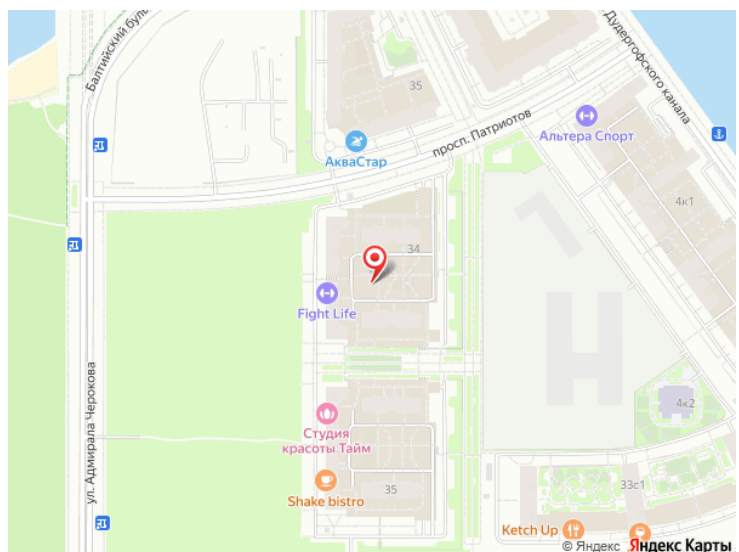 Балтийский буль
Дудергофского канала
35
просп. Патриотов
Альтера Спорт
АкваСтар
4к1
34
Fight Life
ул. Адмирала Черокова
4к2
Студия
красоты Тайм
35
33с1
Shake bistro
Ketch Up
© Яндекс Яндекс Карты